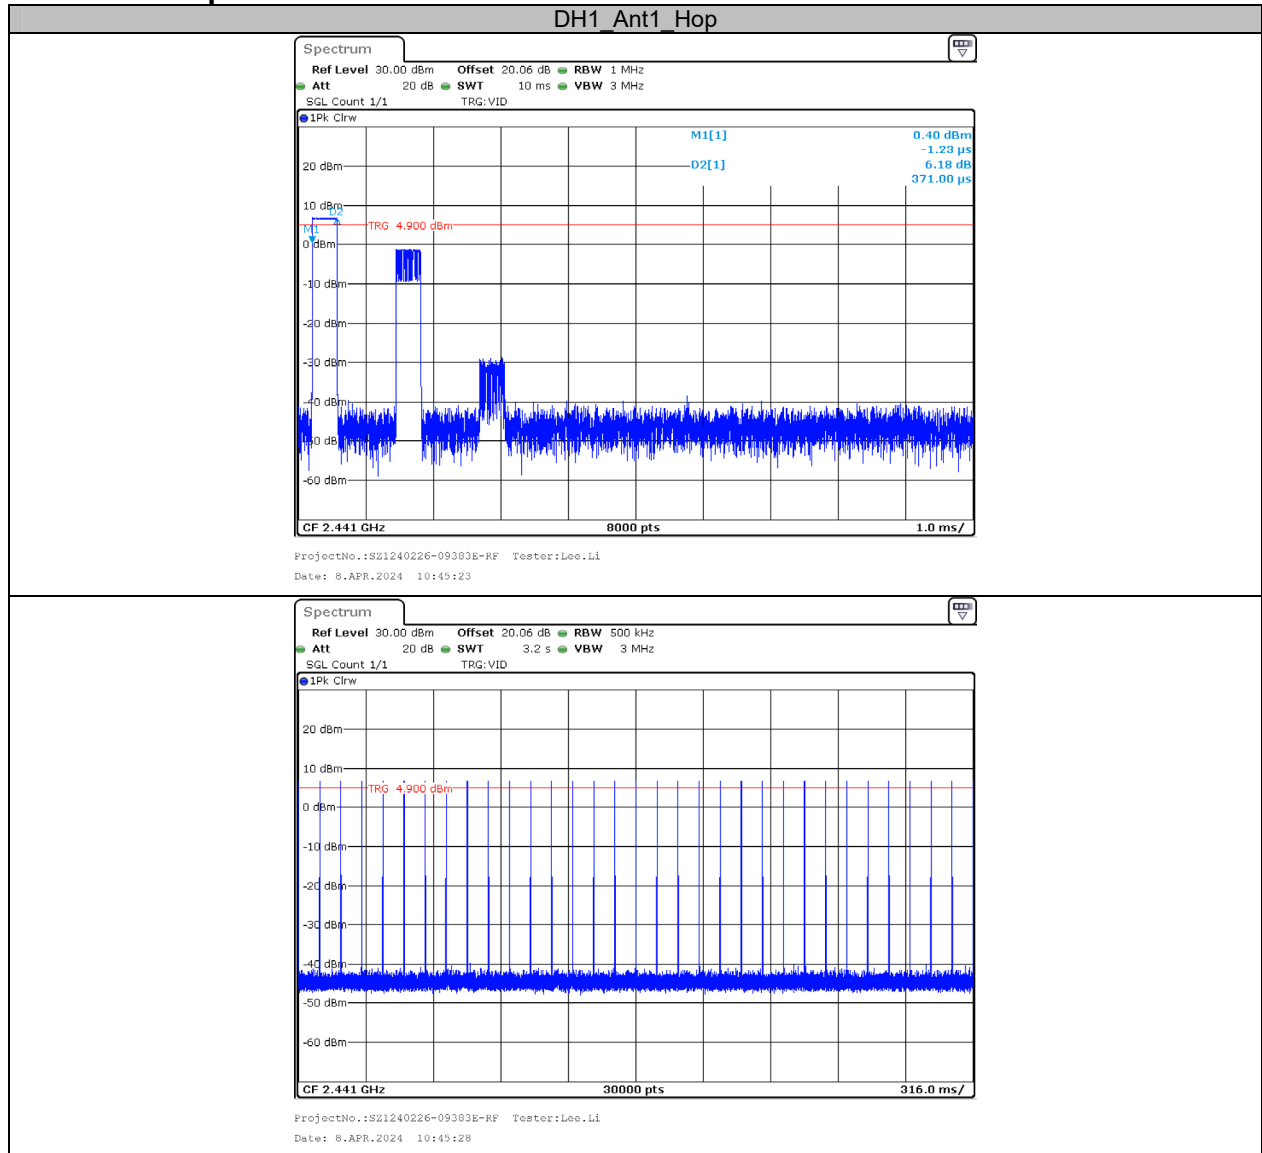 DH1_Ant1_Hop
Spectrum
Ref Level 30.00 dBm Offset 20.06 dB RBW 1 MHz
Att 20 dB SWT 10 ms VBW 3 MHz
SGL Count 1/1 TRG:VID
1Pk Clrw
M1[1] 0.40 dBm
-1.23 µs
20 dBm D2[1] 6.18 dB
371.00 µs
10 dBm
D2
M1 TRG 4.900 dBm
0 dBm
-10 dBm
-20 dBm
-30 dBm
-40 dBm
-50 dBm
-60 dBm
CF 2.441 GHz 8000 pts 1.0 ms/
ProjectNo.:SZ1240226-09383E-RF Tester:Lee.Li
Date: 8.APR.2024 10:45:23
Spectrum
Ref Level 30.00 dBm Offset 20.06 dB RBW 500 kHz
Att 20 dB SWT 3.2 s VBW 3 MHz
SGL Count 1/1 TRG:VID
1Pk Clrw
20 dBm
10 dBm
TRG 4.900 dBm
0 dBm
-10 dBm
-20 dBm
-30 dBm
-40 dBm
-50 dBm
-60 dBm
CF 2.441 GHz 30000 pts 316.0 ms/
ProjectNo.:SZ1240226-09383E-RF Tester:Lee.Li
Date: 8.APR.2024 10:45:28